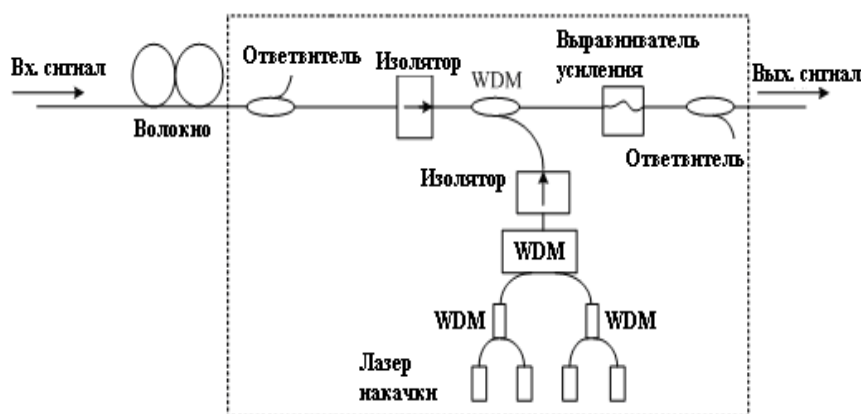 Вх. сигнал
Волокно
Ответвитель
Изолятор
WDM
Выравниватель
усиления
Вых. сигнал
Ответвитель
Изолятор
WDM
WDM
WDM
Лазер
накачки